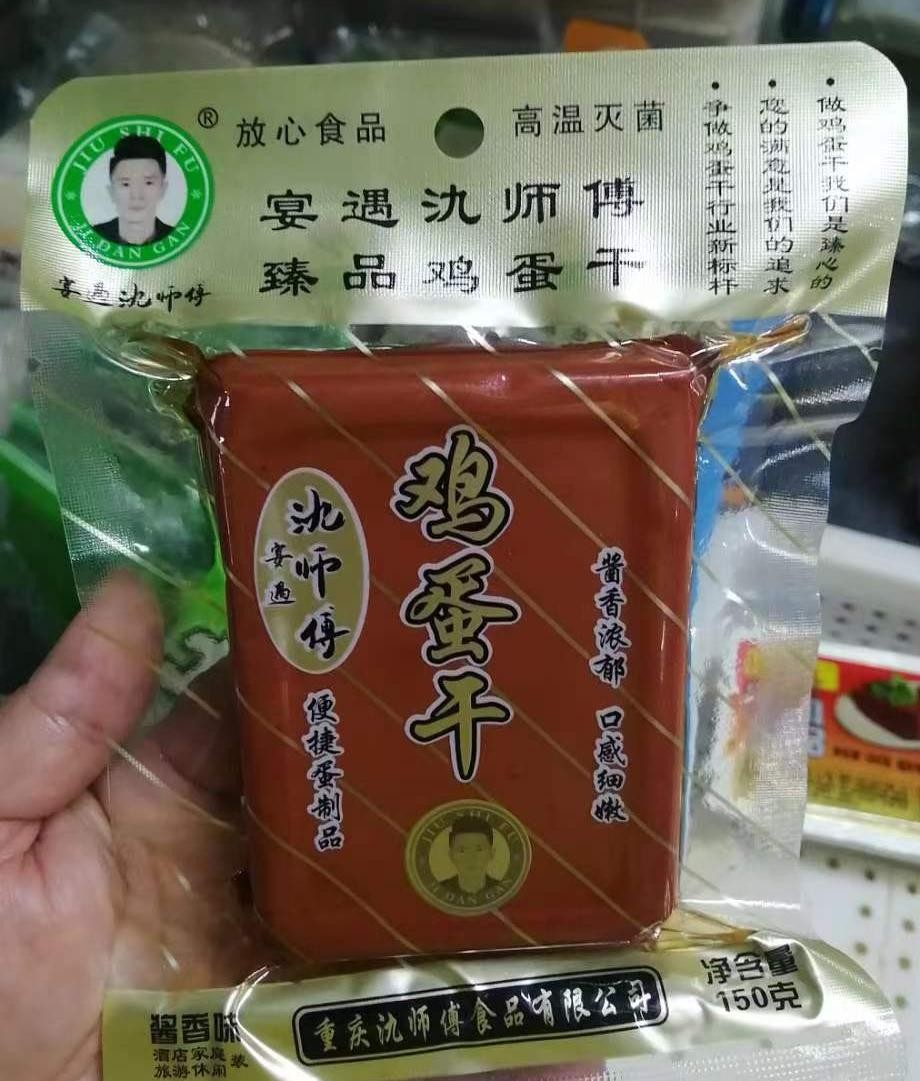 ®
放心食品
高温灭菌
JIU SHI FU
JI DAN GAN
宴遇氿师傅
宴遇氿师傅
臻品鸡蛋干
做鸡蛋干我们是臻心的
您的满意是我们的追求
争做鸡蛋干行业新标杆
鸡蛋干
氿师傅
宴遇
便捷蛋制品
酱香浓郁 口感细嫩
JIU SHI FU
JI DAN GAN
酱香味
酒店家庭
旅游休闲
装
重庆氿师傅食品有限公司
净含量
150克